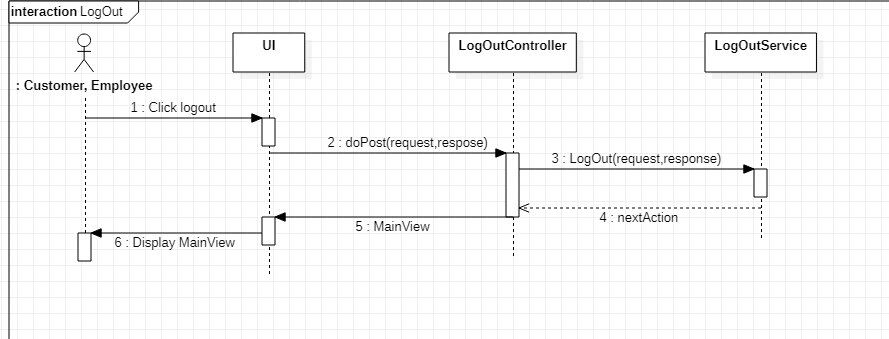 interaction LogOut
UI
LogOutController
LogOutService
: Customer, Employee
1 : Click logout
2 : doPost(request,respose)
3 : LogOut(request,response)
4 : nextAction
5 : MainView
6 : Display MainView